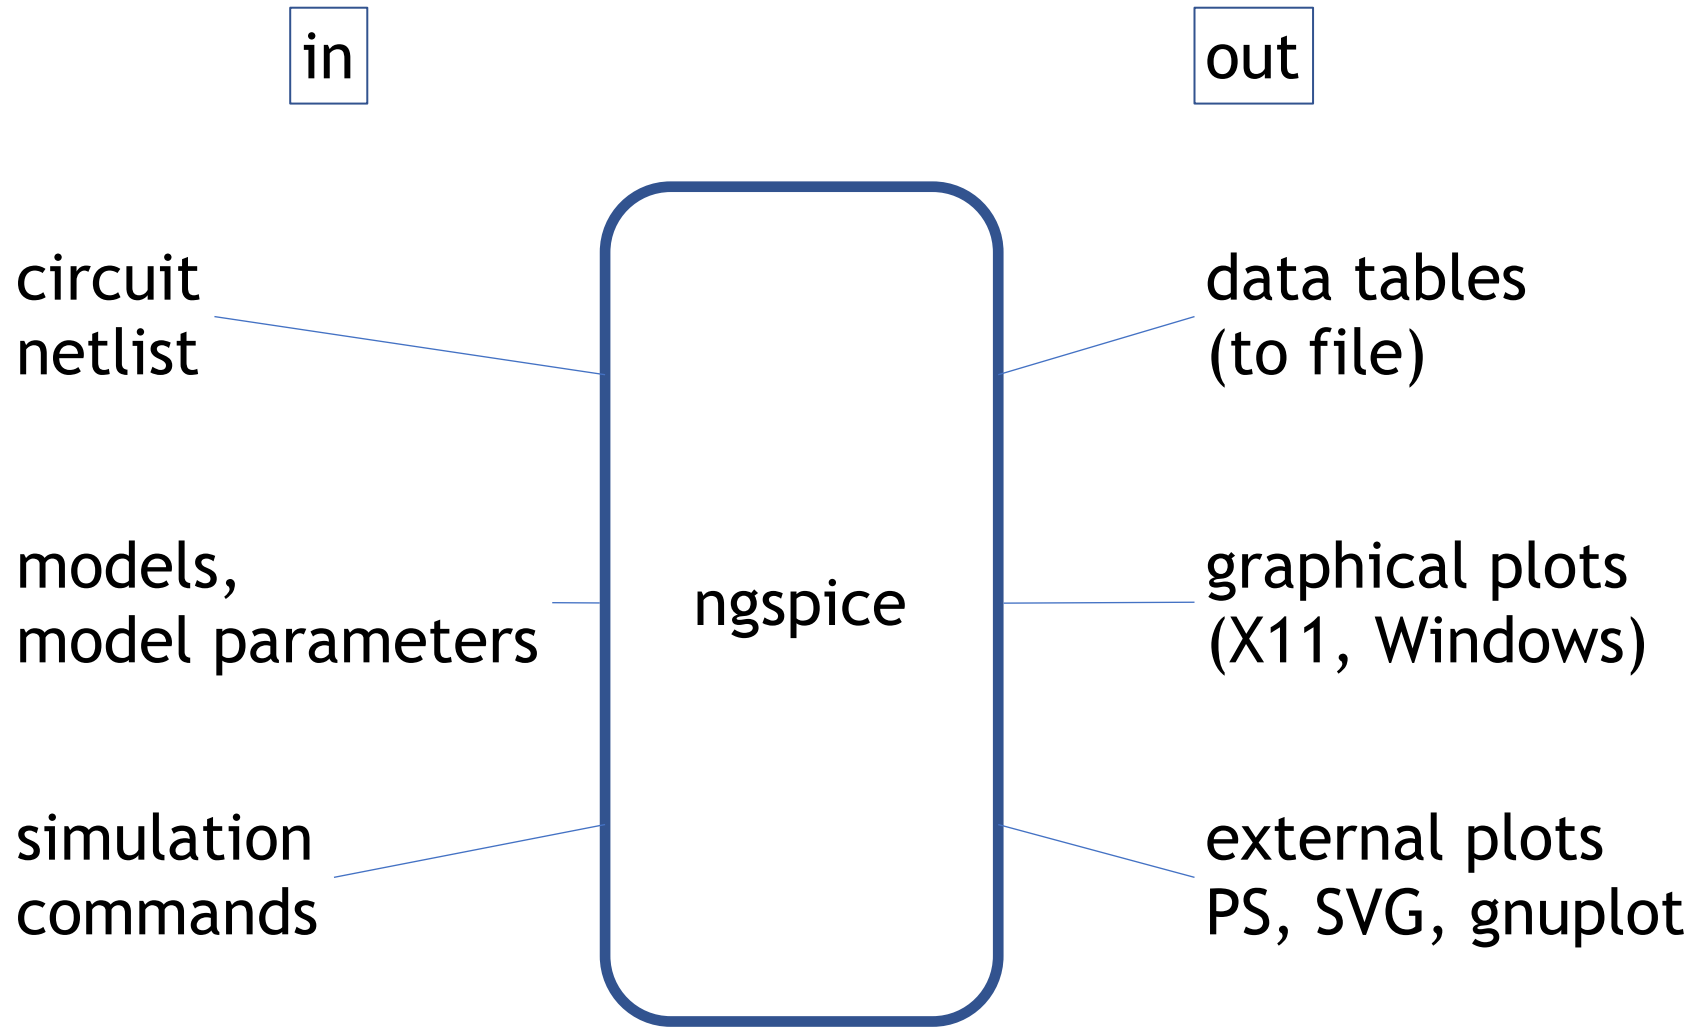 in
out
circuit
netlist
models,
model parameters
simulation
commands
ngspice
data tables
(to file)
graphical plots
(X11, Windows)
external plots
PS, SVG, gnuplot